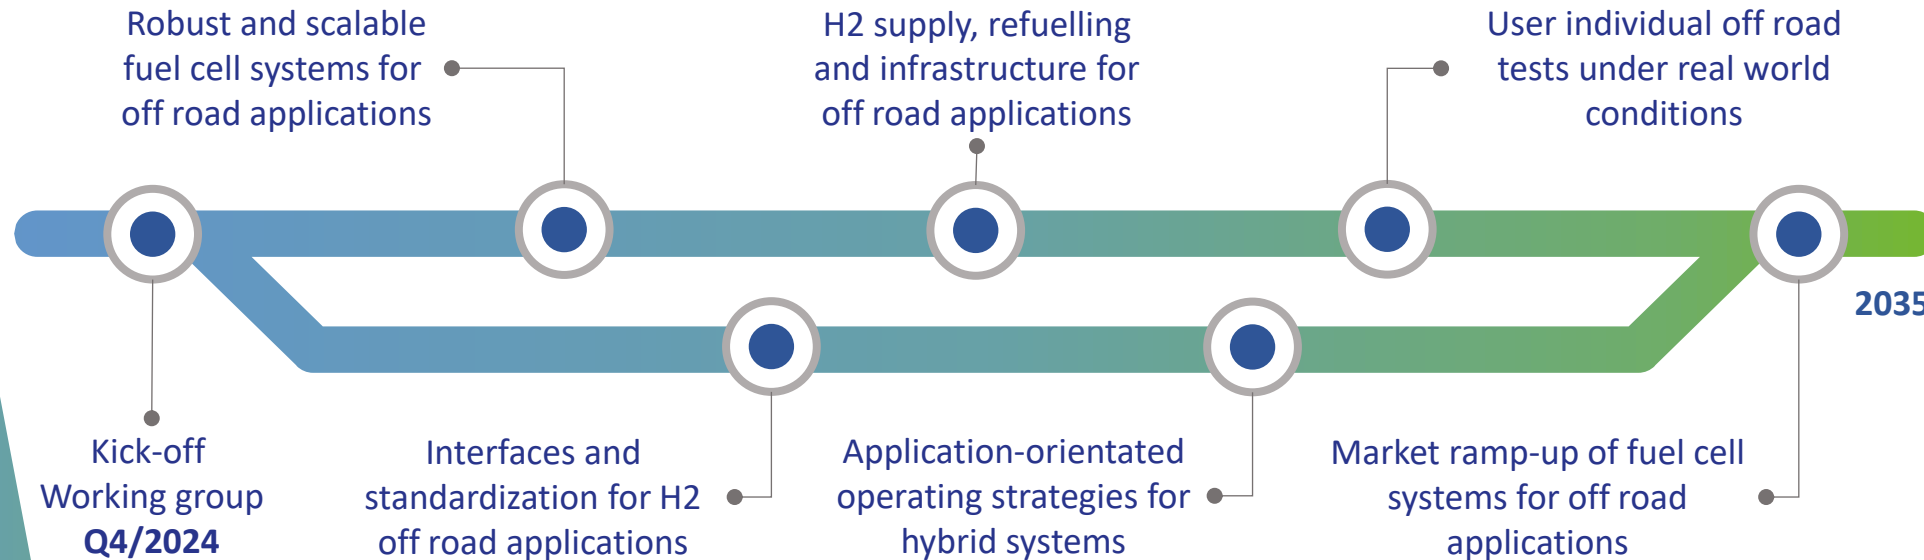 Robust and scalable
fuel cell systems for
off road applications
H2 supply, refuelling
and infrastructure for
off road applications
User individual off road
tests under real world
conditions
2035
Kick-off
Working group
Q4/2024
Interfaces and
standardization for H2
off road applications
Application-orientated
operating strategies for
hybrid systems
Market ramp-up of fuel cell
systems for off road
applications